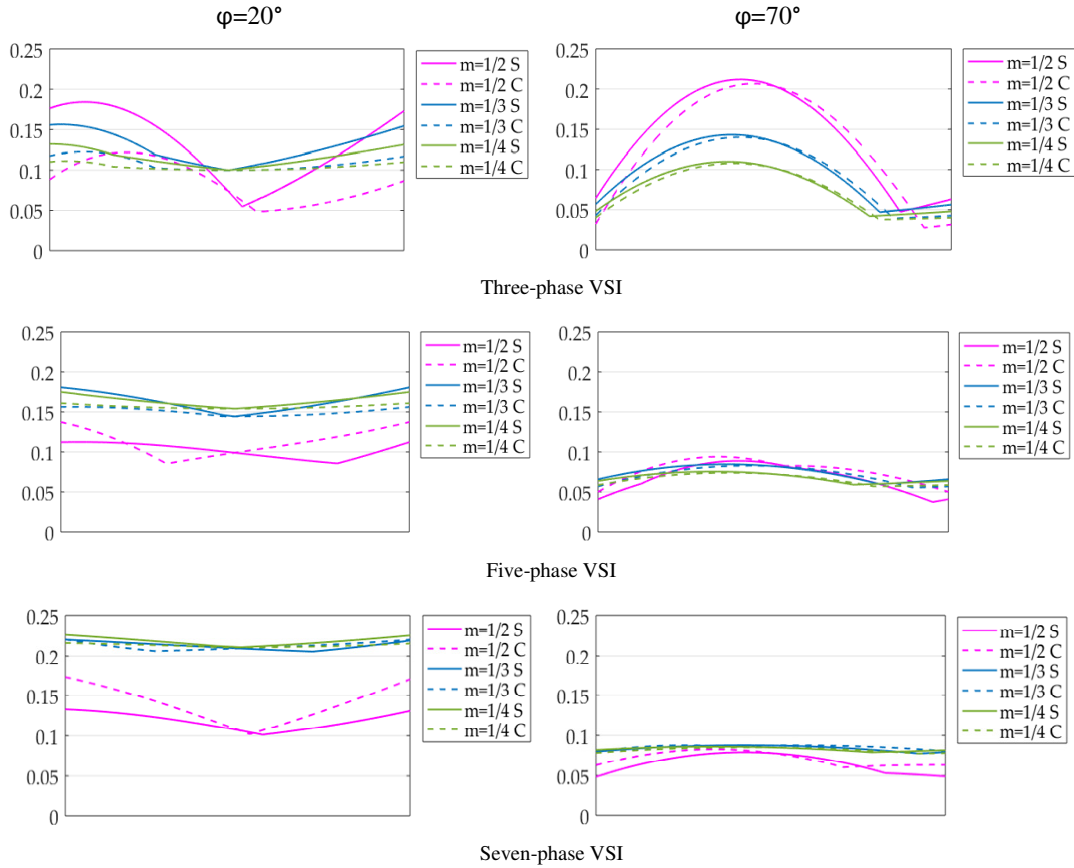 φ=20°
φ=70°
0.25
0.2
0.15
0.1
0.05
0
m=1/2 S
m=1/2 C
m=1/3 S
m=1/3 C
m=1/4 S
m=1/4 C
0.25
0.2
0.15
0.1
0.05
0
m=1/2 S
m=1/2 C
m=1/3 S
m=1/3 C
m=1/4 S
m=1/4 C
Three-phase VSI
0.25
0.2
0.15
0.1
0.05
0
m=1/2 S
m=1/2 C
m=1/3 S
m=1/3 C
m=1/4 S
m=1/4 C
0.25
0.2
0.15
0.1
0.05
0
m=1/2 S
m=1/2 C
m=1/3 S
m=1/3 C
m=1/4 S
m=1/4 C
Five-phase VSI
0.25
0.2
0.15
0.1
0.05
0
m=1/2 S
m=1/2 C
m=1/3 S
m=1/3 C
m=1/4 S
m=1/4 C
0.25
0.2
0.15
0.1
0.05
0
m=1/2 S
m=1/2 C
m=1/3 S
m=1/3 C
m=1/4 S
m=1/4 C
Seven-phase VSI